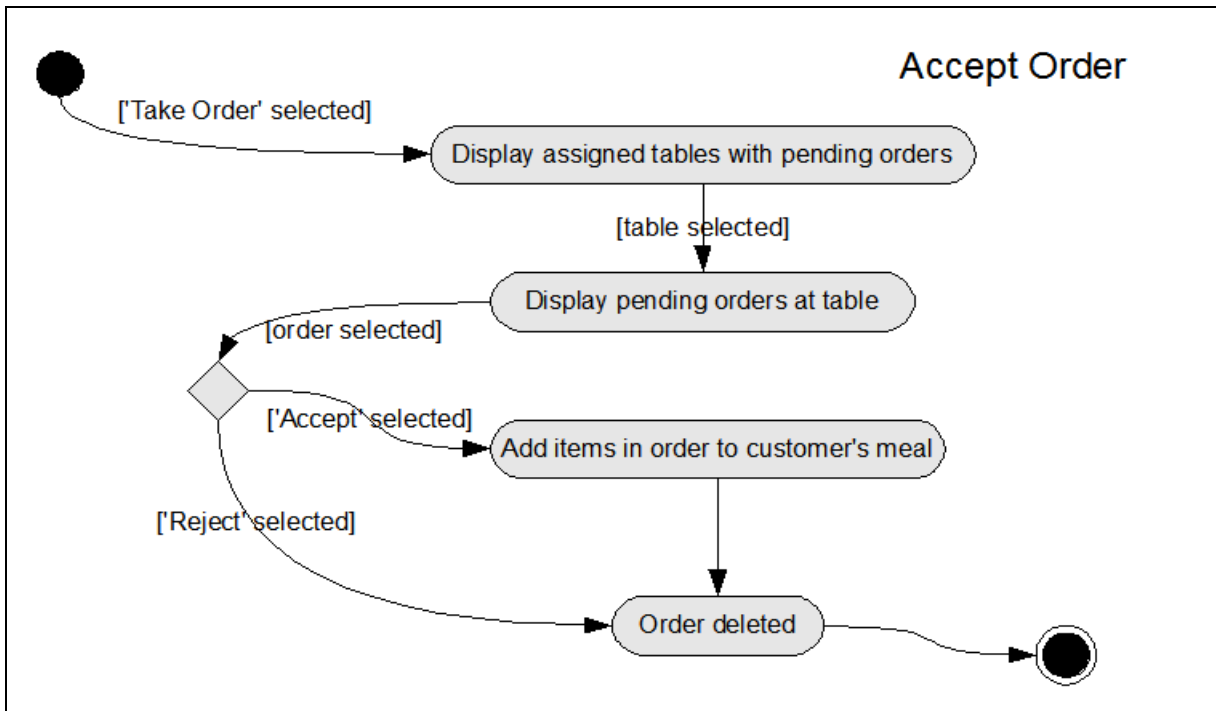 Accept Order
['Take Order' selected]
Display assigned tables with pending orders
[table selected]
Display pending orders at table
[order selected]
['Accept' selected]
Add items in order to customer's meal
['Reject' selected]
Order deleted